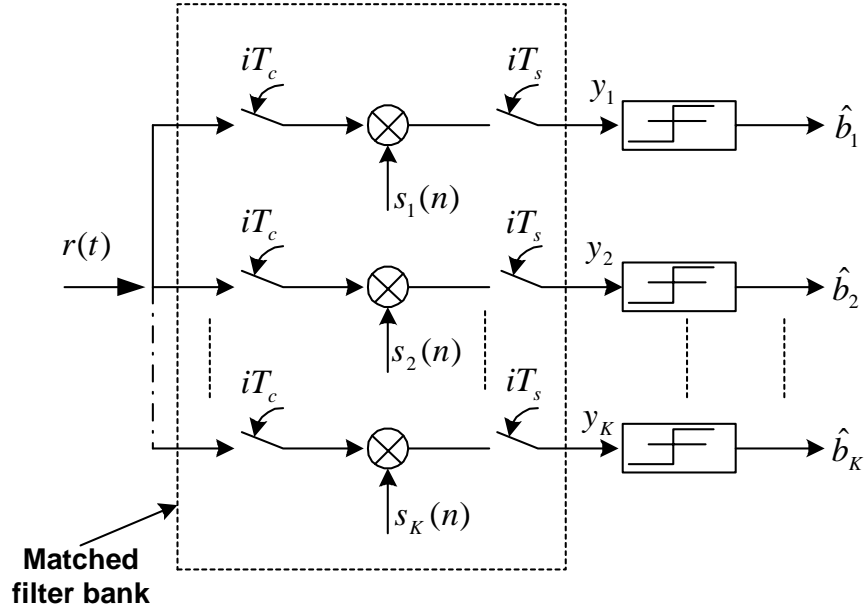 iT_c iT_s y_1 b̂_1
s_1(n)
r(t) iT_c iT_s y_2 b̂_2
s_2(n)
iT_c iT_s y_K b̂_K
s_K(n)
Matched
filter bank